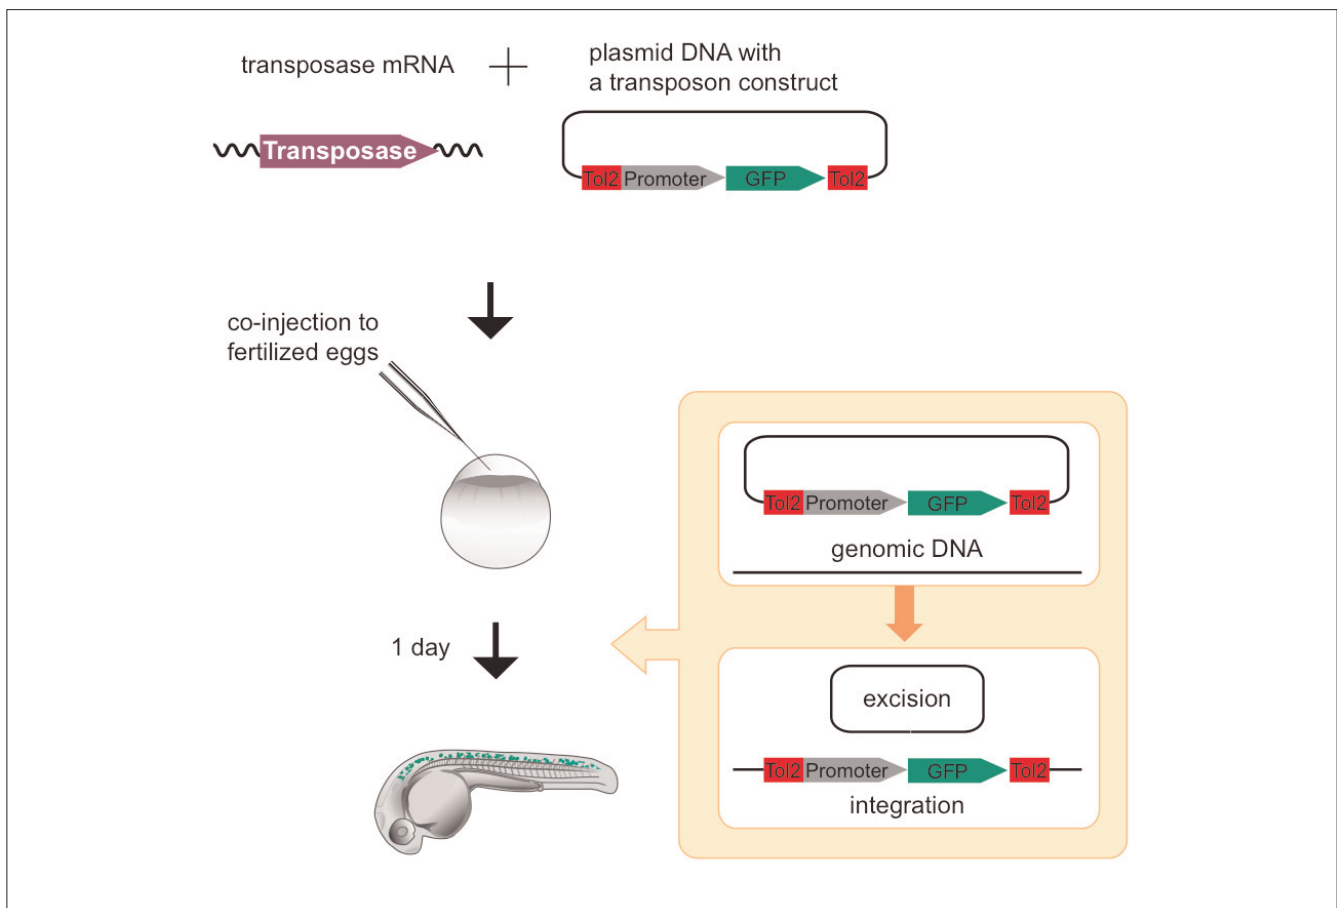 transposase mRNA
plasmid DNA with
a transposon construct
Transposase
Tol2 Promoter GFP Tol2
co-injection to
fertilized eggs
Tol2 Promoter GFP Tol2
genomic DNA
1 day
excision
Tol2 Promoter GFP Tol2
integration